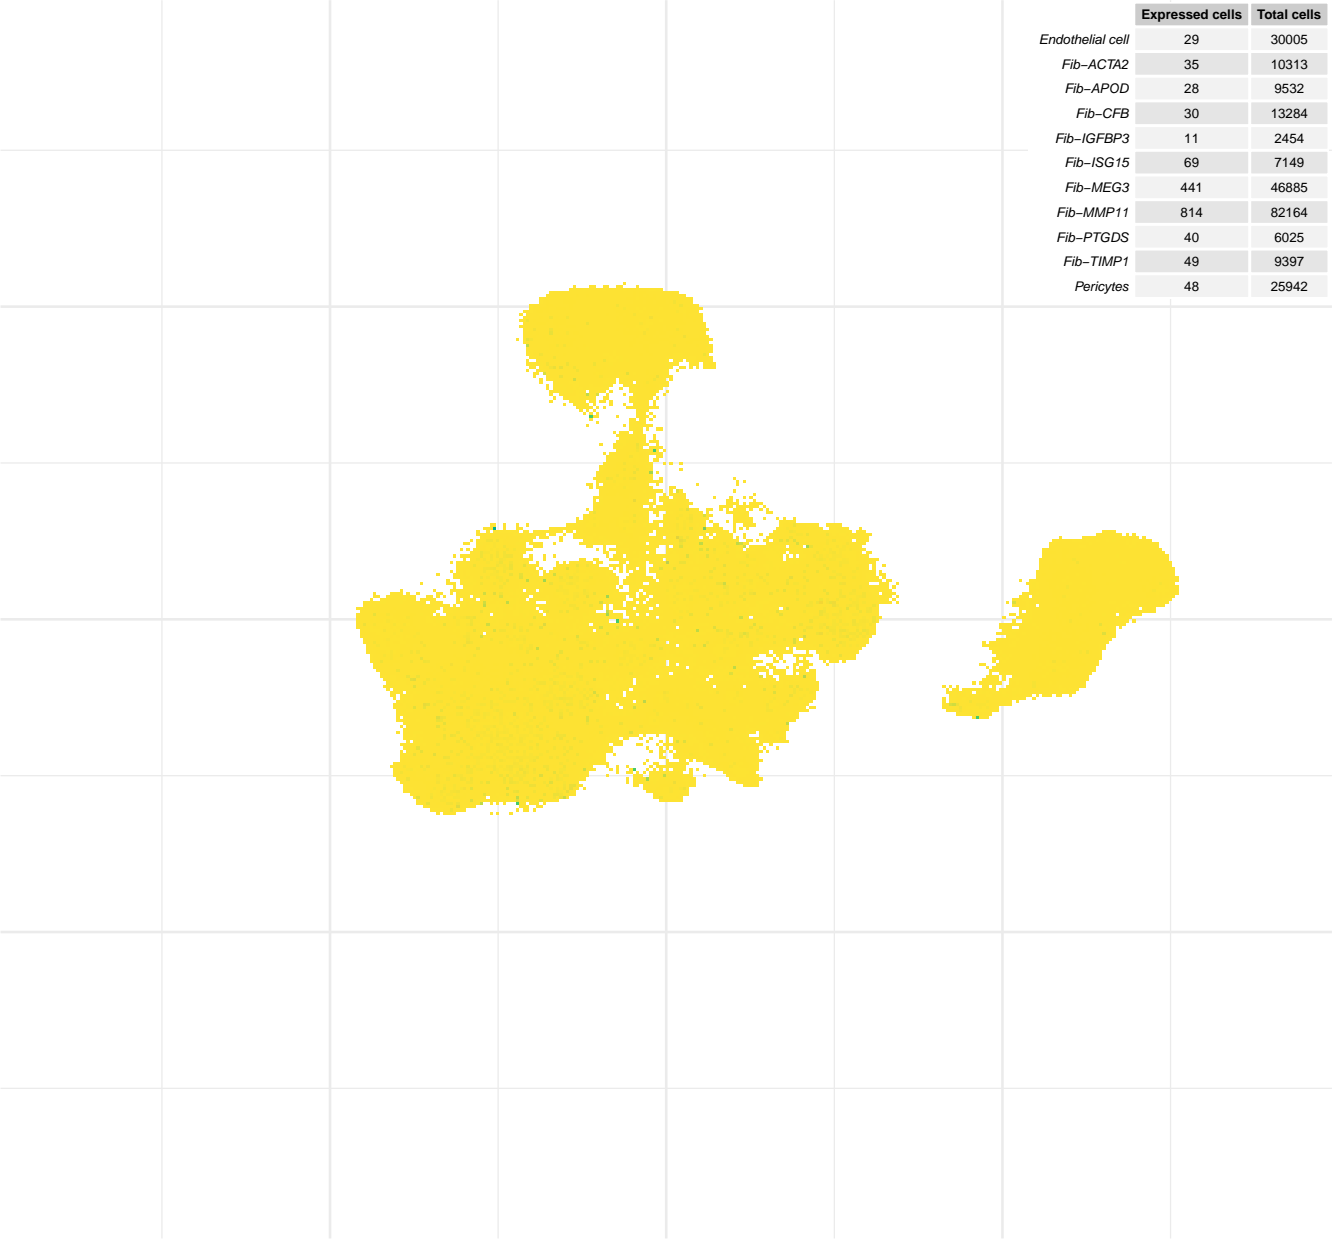 Expressed cells Total cells
Endothelial cell 29 30005
Fib−ACTA2 35 10313
Fib−APOD 28 9532
Fib−CFB 30 13284
Fib−IGFBP3 11 2454
Fib−ISG15 69 7149
Fib−MEG3 441 46885
Fib−MMP11 814 82164
Fib−PTGDS 40 6025
Fib−TIMP1 49 9397
Pericytes 48 25942